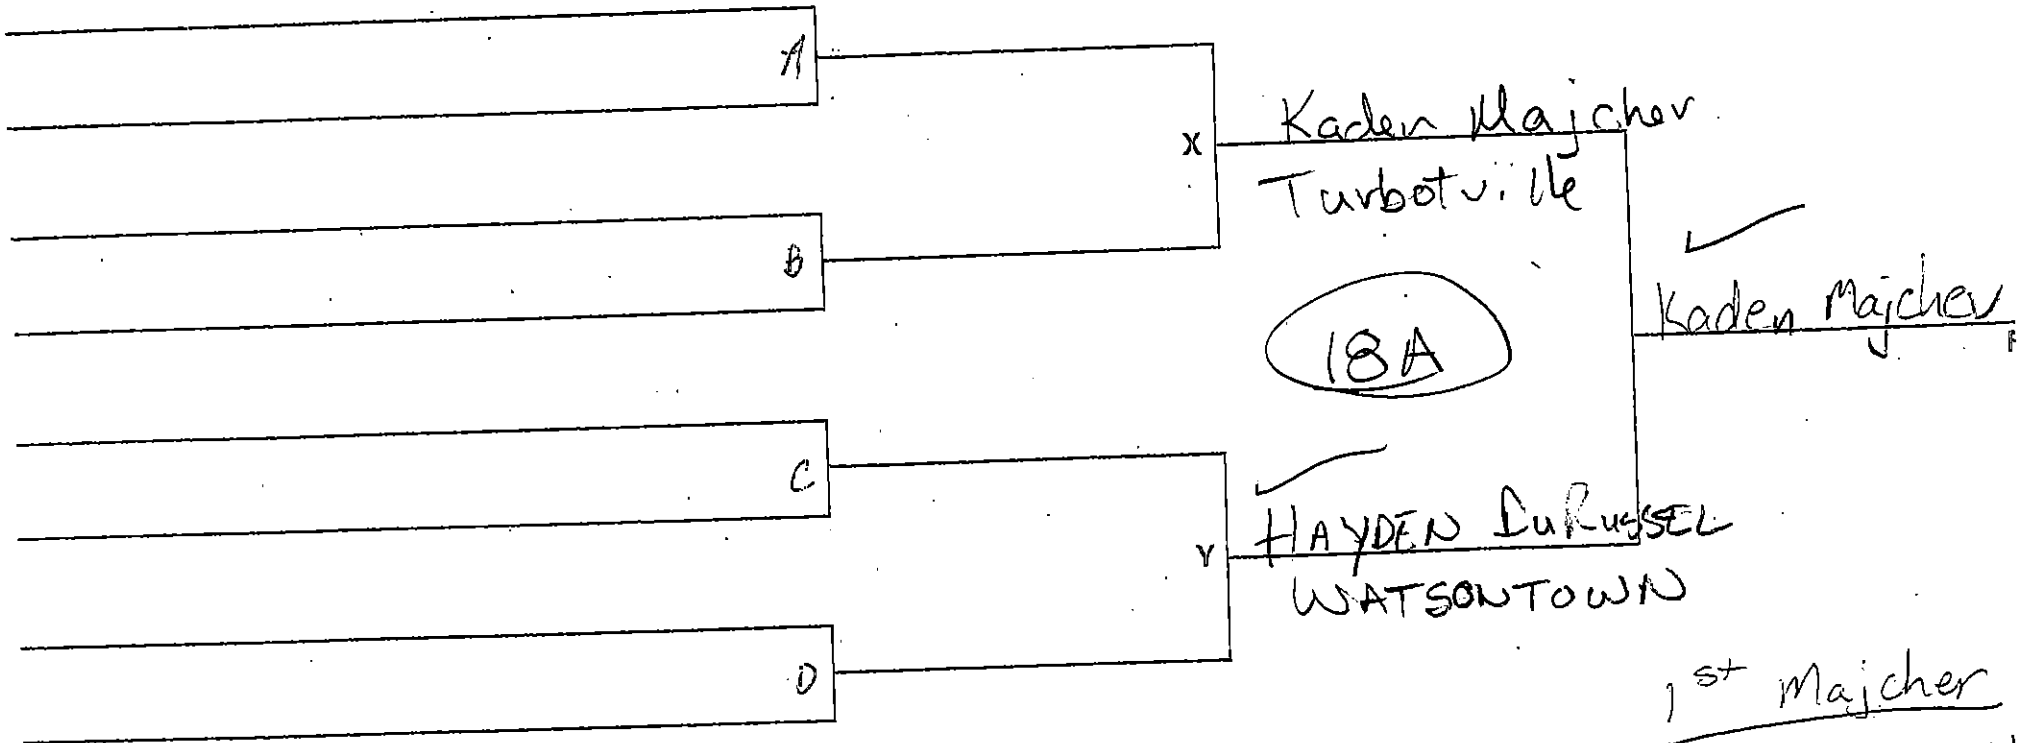 A
X
Kaden Majcher
Turbotville
B
Kaden Majcher
18A
C
Y
HAYDEN DuRussel
WATSONTOWN
D
1st Majcher